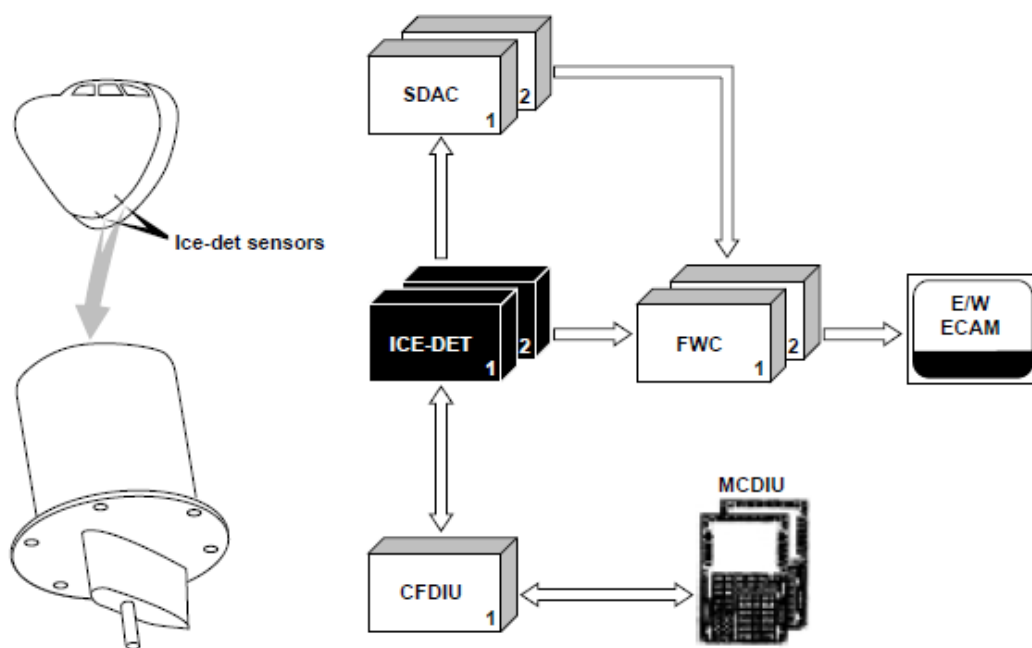 SDAC
1
2
Ice-det sensors
ICE-DET
1
2
FWC
1
2
E/W
ECAM
MCDIU
CFDIU
1